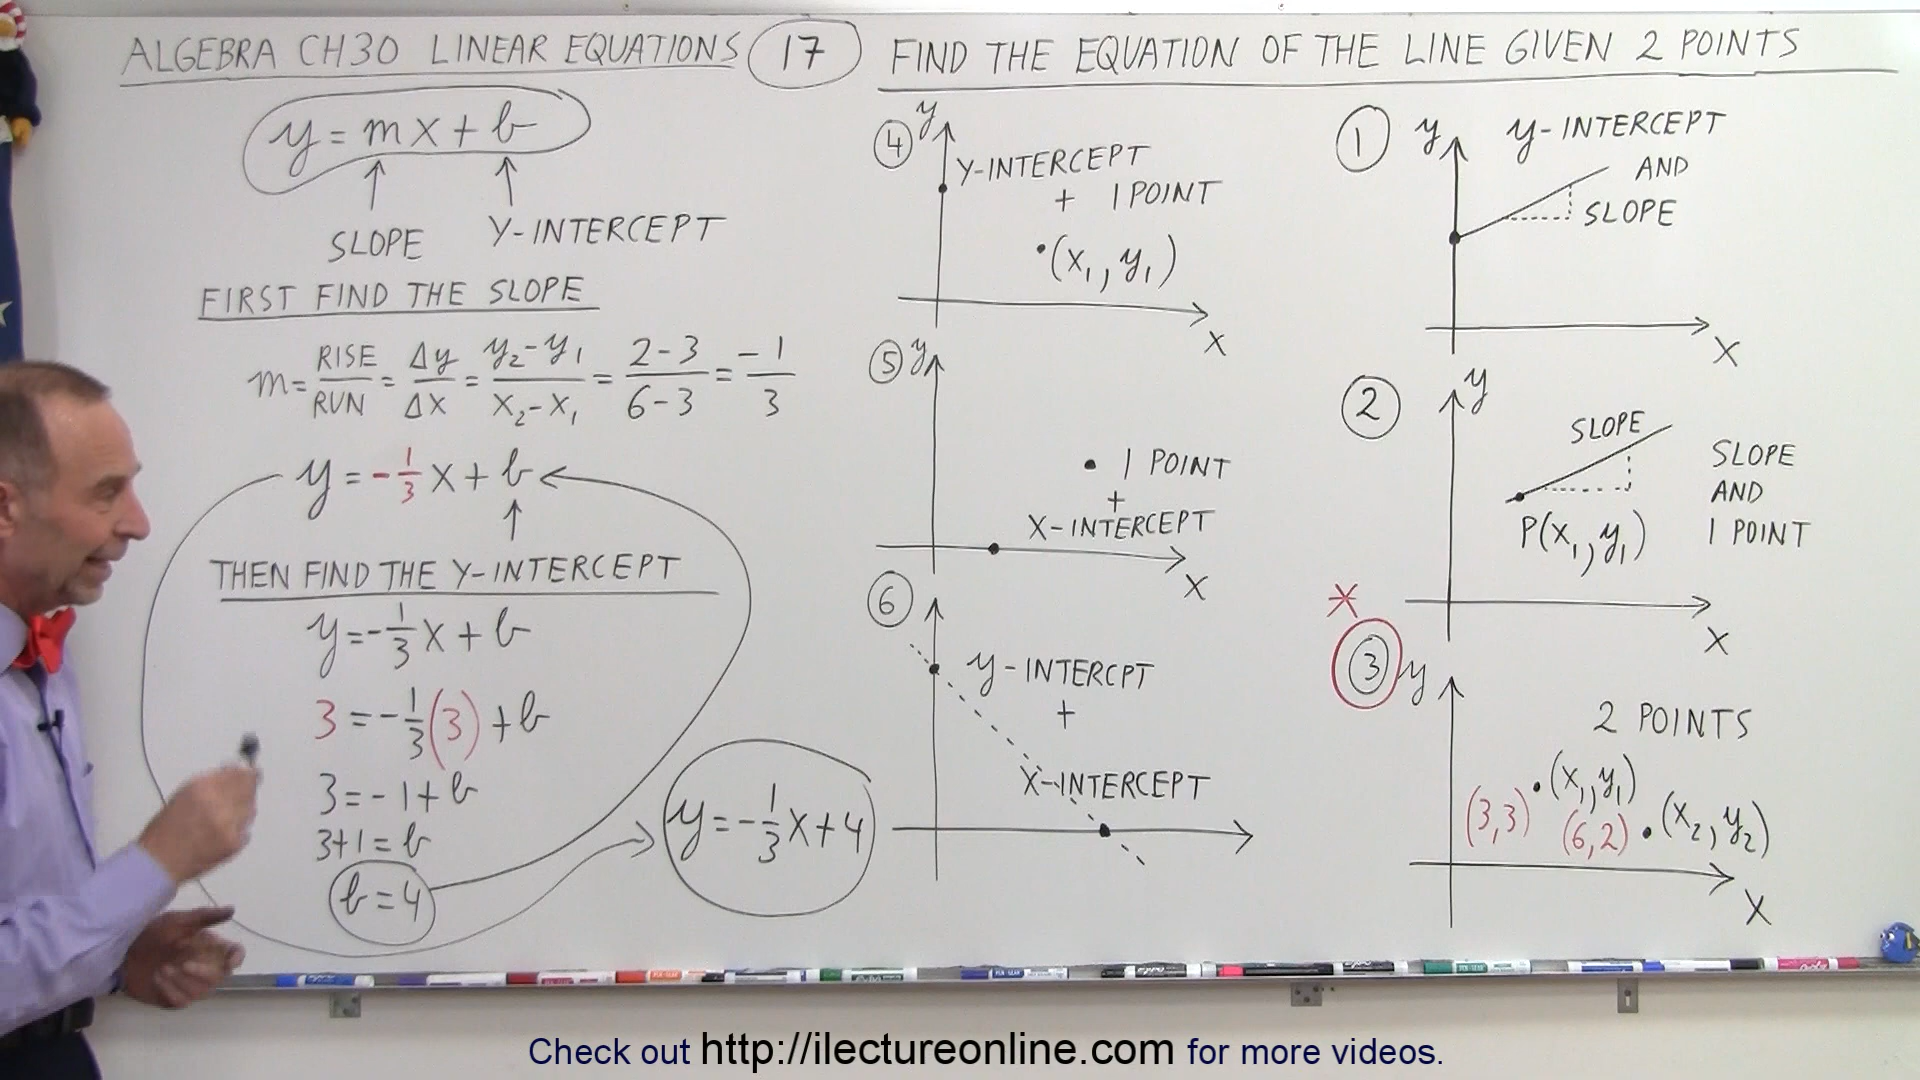 ALGEBRA CH30 LINEAR EQUATIONS 17 FIND THE EQUATION OF THE LINE GIVEN 2 POINTS
y = mx + b
SLOPE
Y-INTERCEPT
FIRST FIND THE SLOPE
m = RISE/RUN = Δy/Δx = (y₂-y₁)/(x₂-x₁) = (2-3)/(6-3) = -1/3
y = -1/3 x + b
THEN FIND THE Y-INTERCEPT
y = -1/3 x + b
3 = -1/3 (3) + b
3 = -1 + b
3+1 = b
b = 4
y = -1/3 x + 4
4
y
Y-INTERCEPT
+ 1 POINT
(x₁, y₁)
x
5
y
1 POINT
+
X-INTERCEPT
x
6
y-INTERCPT
+
X-INTERCEPT
1
y
y-INTERCEPT
AND
SLOPE
x
2
y
SLOPE
SLOPE
AND
1 POINT
P(x₁, y₁)
x
*
3
y
2 POINTS
(3,3) (x₁, y₁)
(6,2) (x₂, y₂)
x
Check out http://ilectureonline.com for more videos.